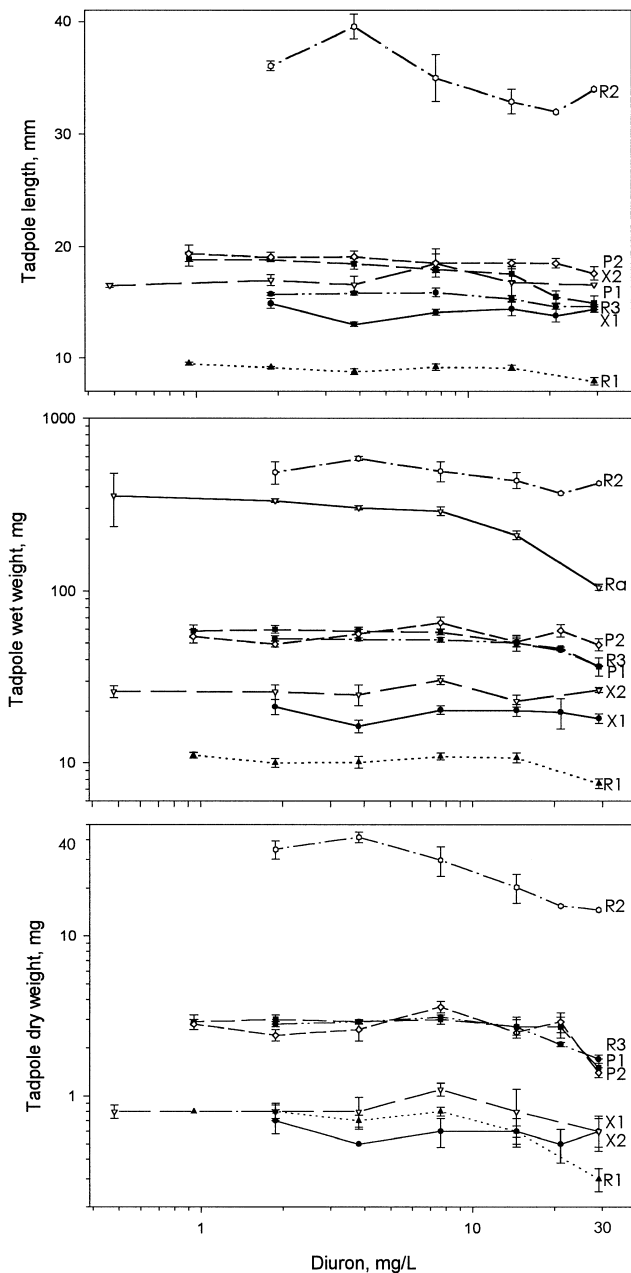 40
30
20
10
Tadpole length, mm
R2
P2
X2
P1
R3
X1
R1
1000
100
10
Tadpole wet weight, mg
R2
Ra
P2
R3
P1
X2
X1
R1
40
10
1
Tadpole dry weight, mg
R2
R3
P1
P2
X1
X2
R1
1
10
30
Diuron, mg/L